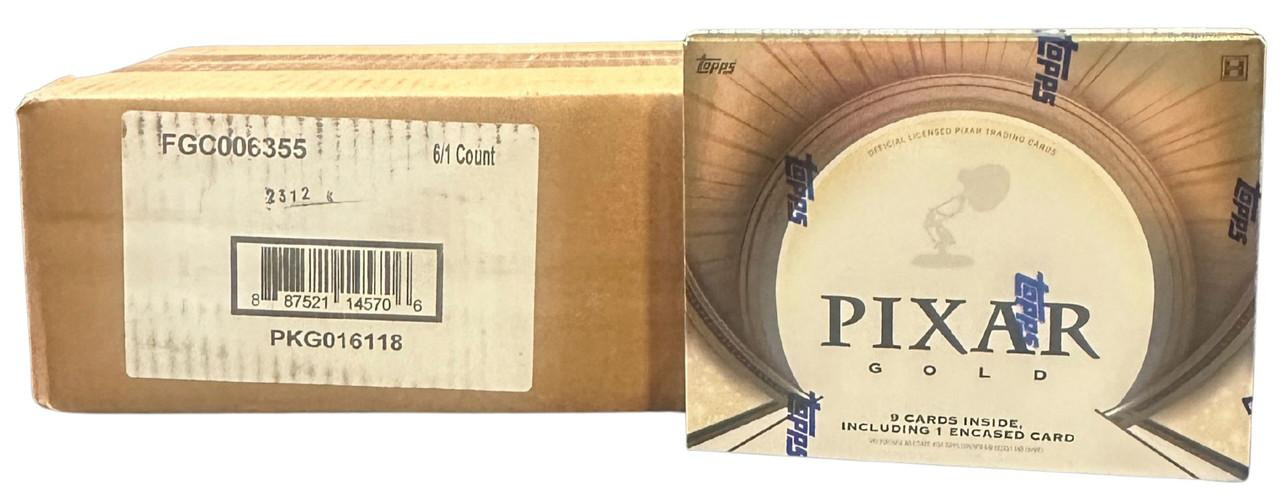 FGC006355
6/1 Count
2312
8 87521 14570 6
PKG016118
topps
H
OFFICIAL LICENSED PIXAR TRADING CARDS
topps
topps
topps
topps
topps
PIXAR
GOLD
9 CARDS INSIDE,
INCLUDING 1 ENCASED CARD